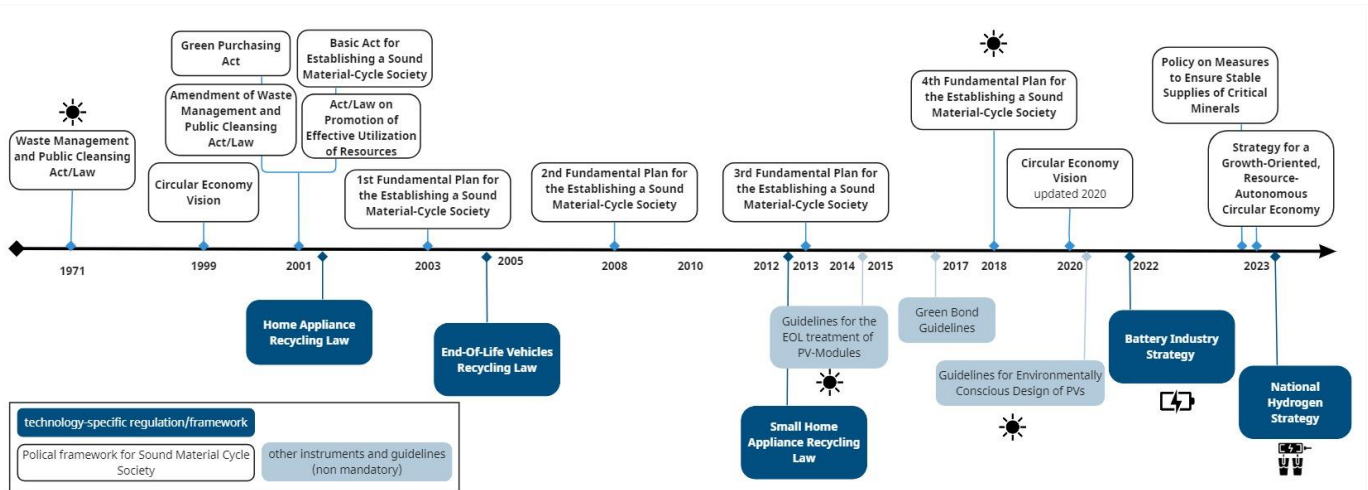 Green Purchasing
Act
Basic Act for
Establishing a Sound
Material-Cycle Society
Waste Management
and Public Cleansing
Act/Law
Amendment of Waste
Management and
Public Cleansing
Act/Law
Act/Law on
Promotion of
Effective Utilization
of Resources
Circular Economy
Vision
1st Fundamental Plan for
the Establishing a Sound
Material-Cycle Society
2nd Fundamental Plan for
the Establishing a Sound
Material-Cycle Society
3rd Fundamental Plan for
the Establishing a Sound
Material-Cycle Society
4th Fundamental Plan for
the Establishing a Sound
Material-Cycle Society
Circular Economy
Vision
updated 2020
Policy on Measures
to Ensure Stable
Supplies of Critical
Minerals
Strategy for a
Growth-Oriented,
Resource-
Autonomous
Circular Economy
1971
1999
2001
2003
2005
2008
2010
2012
2013
2014
2015
2017
2018
2020
2022
2023
Home Appliance
Recycling Law
End-Of-Life Vehicles
Recycling Law
Guidelines for the
EOL treatment of
PV-Modules
Small Home
Appliance Recycling
Law
Green Bond
Guidelines
Guidelines for Environmentally
Conscious Design of PVs
Battery Industry
Strategy
National
Hydrogen
Strategy
technology-specific regulation/framework
Polical framework for Sound Material Cycle
Society
other instruments and guidelines
(non mandatory)